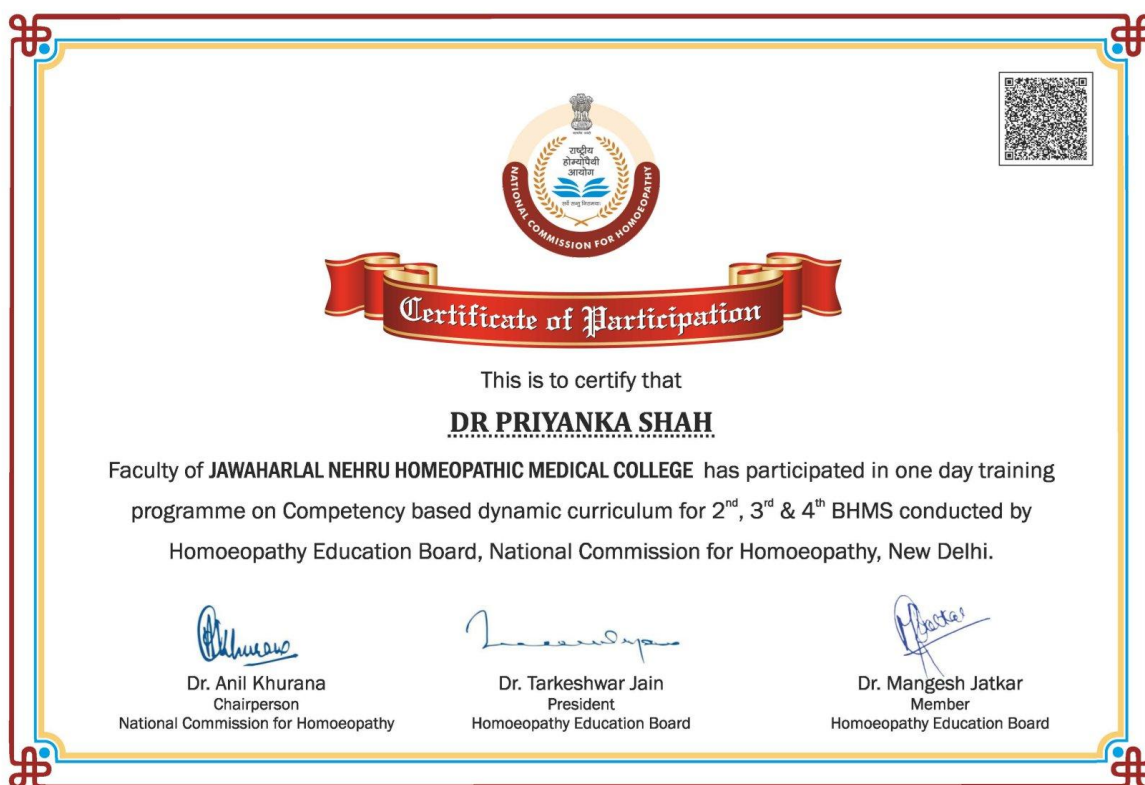 राष्ट्रीय
होम्योपैथी
आयोग
NATIONAL COMMISSION FOR HOMOEOPATHY
Certificate of Participation
This is to certify that
DR PRIYANKA SHAH
Faculty of JAWAHARLAL NEHRU HOMEOPATHIC MEDICAL COLLEGE has participated in one day training
programme on Competency based dynamic curriculum for 2nd, 3rd & 4th BHMS conducted by
Homoeopathy Education Board, National Commission for Homoeopathy, New Delhi.
Dr. Anil Khurana
Chairperson
National Commission for Homoeopathy
Dr. Tarkeshwar Jain
President
Homoeopathy Education Board
Dr. Mangesh Jatkar
Member
Homoeopathy Education Board